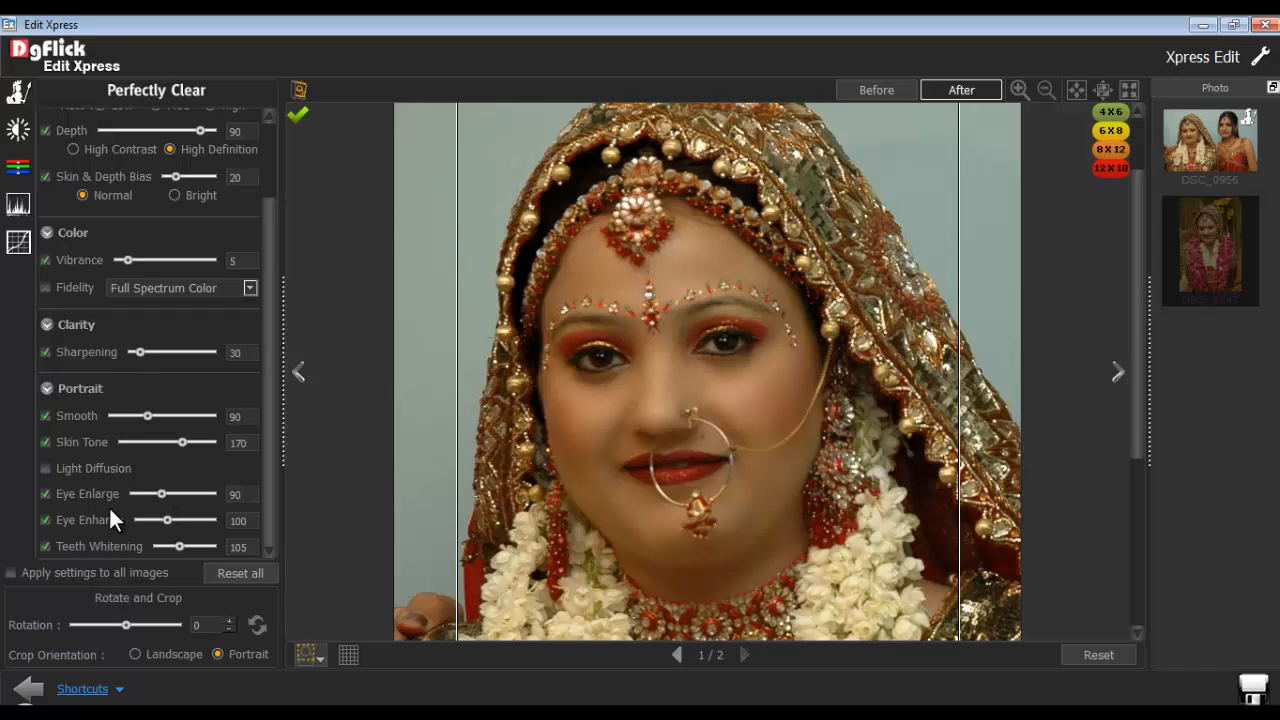 Edit Xpress
DgFlick
Edit Xpress
Xpress Edit
Perfectly Clear
Before
After
Photo
Depth 90
High Contrast High Definition
Skin & Depth Bias 20
Normal Bright
Color
Vibrance 5
Fidelity Full Spectrum Color
Clarity
Sharpening 30
Portrait
Smooth 90
Skin Tone 170
Light Diffusion
Eye Enlarge 90
Eye Enhan 100
Teeth Whitening 105
Apply settings to all images Reset all
Rotate and Crop
Rotation : 0
Crop Orientation : Landscape Portrait
Shortcuts
4 X 6
6 X 8
8 X 12
12 X 18
1 / 2
Reset
DSC_0956